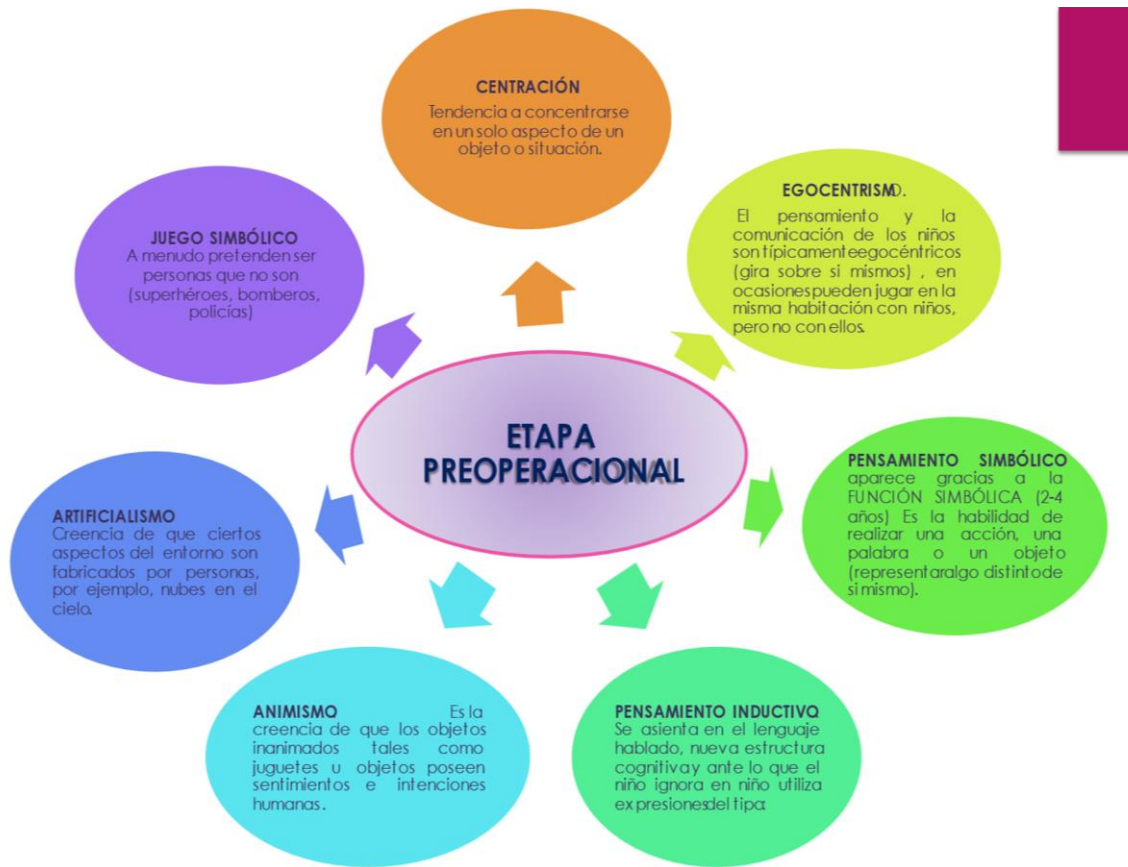 CENTRACIÓN
Tendencia a concentrarse
en un solo aspecto de un
objeto o situación.
EGOCENTRISMO.
El pensamiento y la
comunicación de los niños
son típicamente egocéntricos
(gira sobre si mismos) , en
ocasiones pueden jugar en la
misma habitación con niños,
pero no con ellos.
JUEGO SIMBÓLICO
A menudo pretenden ser
personas que no son
(superhéroes, bomberos,
policías)
ETAPA
PREOPERACIONAL
PENSAMIENTO SIMBÓLICO
aparece gracias a la
FUNCIÓN SIMBÓLICA (2-4
años) Es la habilidad de
realizar una acción, una
palabra o un objeto
(representar algo distinto de
si mismo).
ARTIFICIALISMO
Creencia de que ciertos
aspectos del entorno son
fabricados por personas,
por ejemplo, nubes en el
cielo.
ANIMISMO Es la
creencia de que los objetos
inanimados tales como
juguetes u objetos poseen
sentimientos e intenciones
humanas.
PENSAMIENTO INDUCTIVO
Se asienta en el lenguaje
hablado, nueva estructura
cognitiva y ante lo que el
niño ignora en niño utiliza
expresiones del tipo: